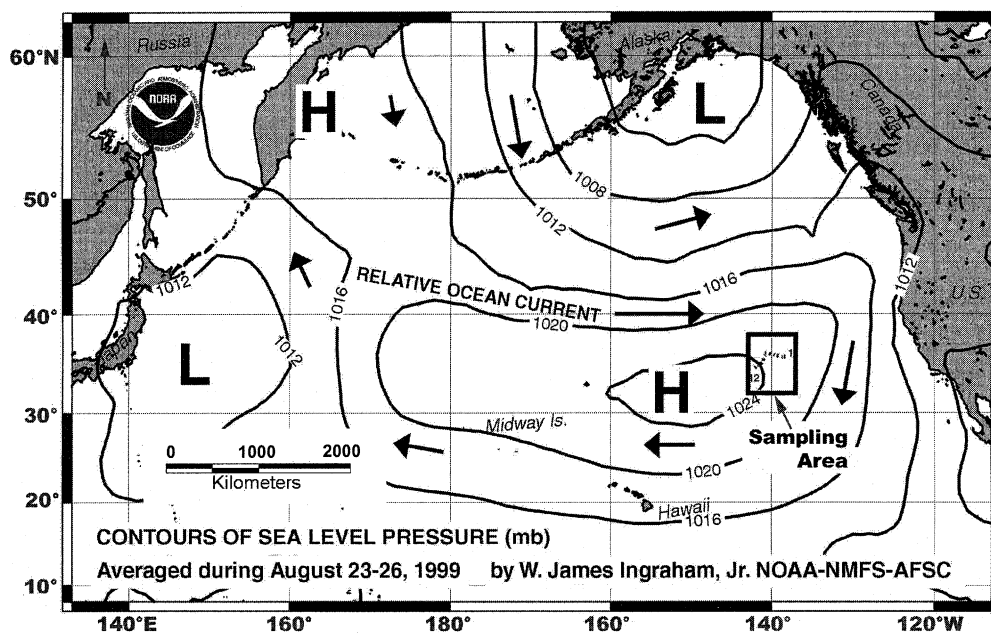 60°N
Russia
Alaska
H
L
N
NOAA
Canada
50°
1008
1012
1012
1016
RELATIVE OCEAN CURRENT
1016
1012
U.S.
40°
1020
Japan
1012
L
H
1
12
1024
30°
Midway Is.
Sampling
Area
0 1000 2000
Kilometers
1020
20°
Hawaii
1016
CONTOURS OF SEA LEVEL PRESSURE (mb)
Averaged during August 23-26, 1999 by W. James Ingraham, Jr. NOAA-NMFS-AFSC
10°
140°E 160° 180° 160° 140° 120°W